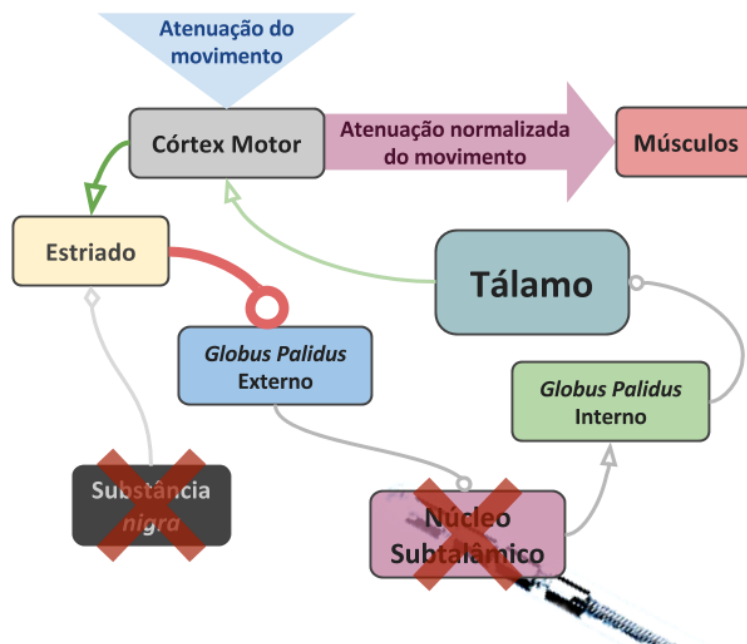 Atenuação do
movimento
Córtex Motor
Atenuação normalizada
do movimento
Músculos
Estriado
Tálamo
Globus Palidus
Externo
Globus Palidus
Interno
Substância
nigra
Núcleo
Subtalâmico